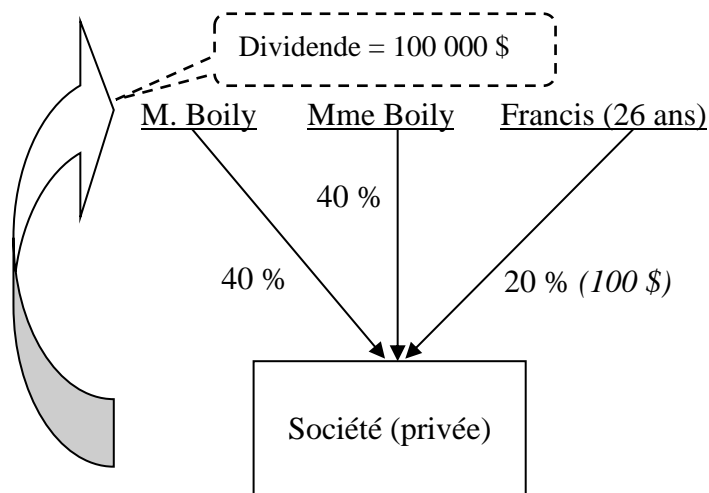 Dividende = 100 000 $
M. Boily Mme Boily Francis (26 ans)
40 %
40 % 20 % (100 $)
Société (privée)